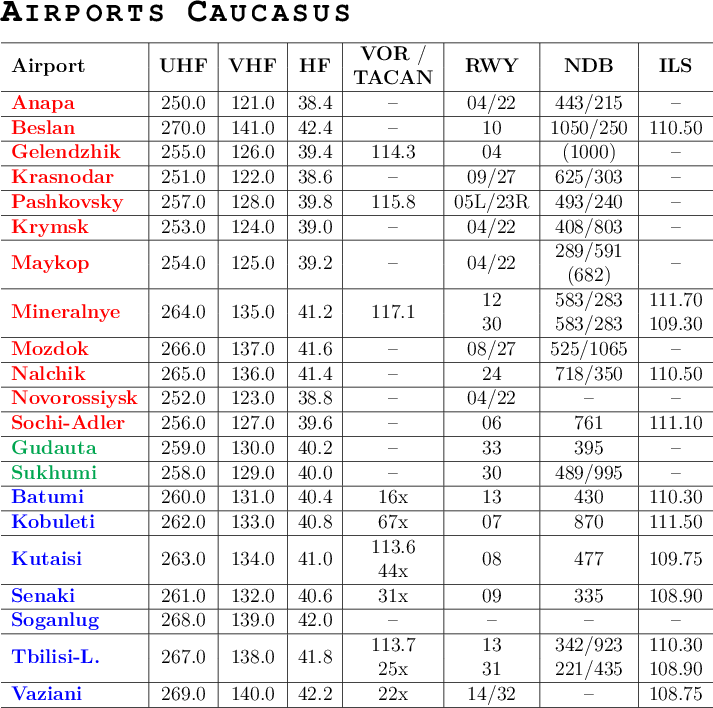 AIRPORTS CAUCASUS
Airport UHF VHF HF VOR / TACAN RWY NDB ILS
Anapa 250.0 121.0 38.4 – 04/22 443/215 –
Beslan 270.0 141.0 42.4 – 10 1050/250 110.50
Gelendzhik 255.0 126.0 39.4 114.3 04 (1000) –
Krasnodar 251.0 122.0 38.6 – 09/27 625/303 –
Pashkovsky 257.0 128.0 39.8 115.8 05L/23R 493/240 –
Krymsk 253.0 124.0 39.0 – 04/22 408/803 –
Maykop 254.0 125.0 39.2 – 04/22 289/591 (682) –
Mineralnye 264.0 135.0 41.2 117.1 12 583/283 111.70
30 583/283 109.30
Mozdok 266.0 137.0 41.6 – 08/27 525/1065 –
Nalchik 265.0 136.0 41.4 – 24 718/350 110.50
Novorossiysk 252.0 123.0 38.8 – 04/22 – –
Sochi-Adler 256.0 127.0 39.6 – 06 761 111.10
Gudauta 259.0 130.0 40.2 – 33 395 –
Sukhumi 258.0 129.0 40.0 – 30 489/995 –
Batumi 260.0 131.0 40.4 16x 13 430 110.30
Kobuleti 262.0 133.0 40.8 67x 07 870 111.50
Kutaisi 263.0 134.0 41.0 113.6 44x 08 477 109.75
Senaki 261.0 132.0 40.6 31x 09 335 108.90
Soganlug 268.0 139.0 42.0 – – – –
Tbilisi-L. 267.0 138.0 41.8 113.7 13 342/923 110.30
25x 31 221/435 108.90
Vaziani 269.0 140.0 42.2 22x 14/32 – 108.75